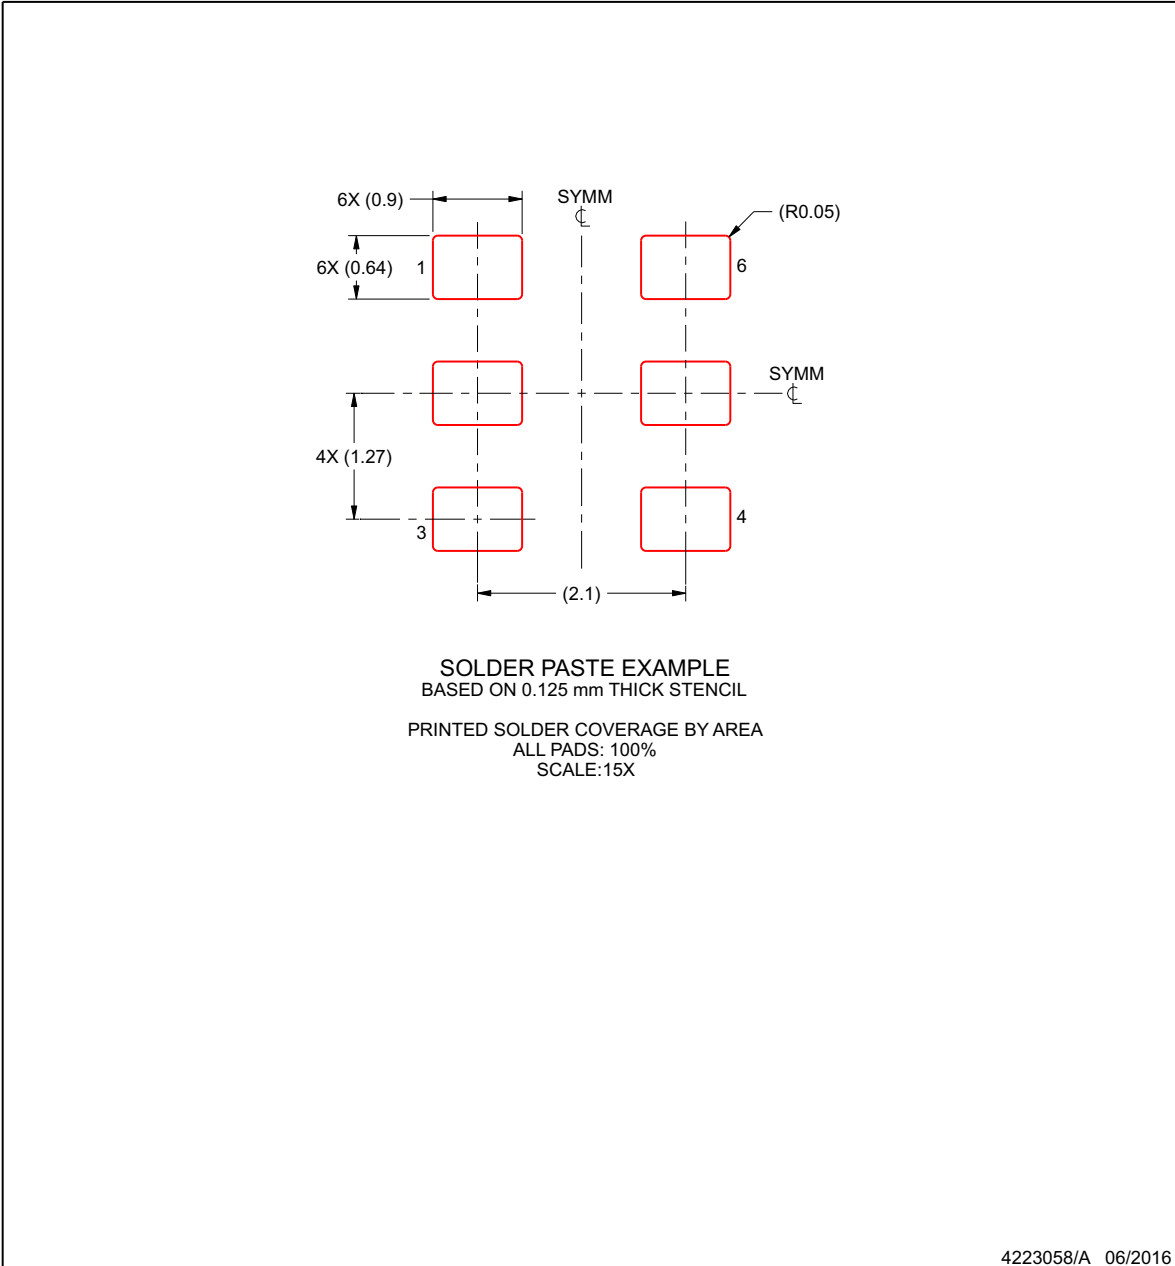 6X (0.9)
SYMM
℄
(R0.05)
6X (0.64)
1
6
SYMM
℄
4X (1.27)
3
4
(2.1)
SOLDER PASTE EXAMPLE
BASED ON 0.125 mm THICK STENCIL
PRINTED SOLDER COVERAGE BY AREA
ALL PADS: 100%
SCALE:15X
4223058/A 06/2016